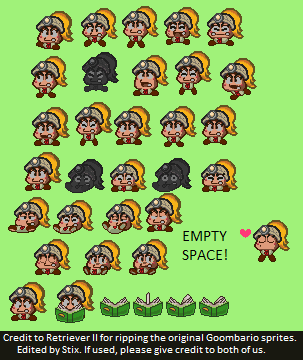 EMPTY
SPACE!
Credit to Retriever II for ripping the original Goombario sprites.
Edited by Stix. If used, please give credit to both of us.